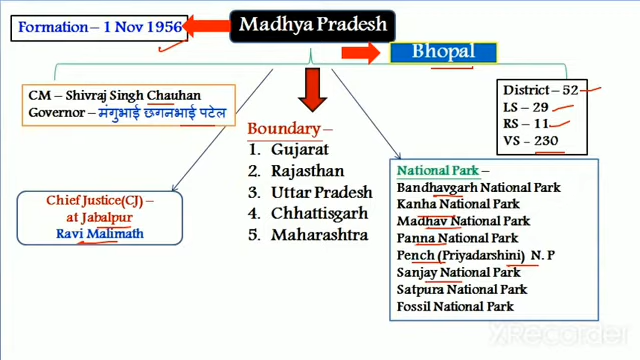 Madhya Pradesh
Formation – 1 Nov 1956
Bhopal
CM – Shivraj Singh Chauhan
Governor – मंगुभाई छगनभाई पटेल
District – 52
LS – 29
RS – 11
VS – 230
Boundary –
1. Gujarat
2. Rajasthan
3. Uttar Pradesh
4. Chhattisgarh
5. Maharashtra
National Park –
Bandhavgarh National Park
Kanha National Park
Madhav National Park
Panna National Park
Pench (Priyadarshini) N. P
Sanjay National Park
Satpura National Park
Fossil National Park
Chief Justice(CJ) –
at Jabalpur
Ravi Malimath
XRecorder